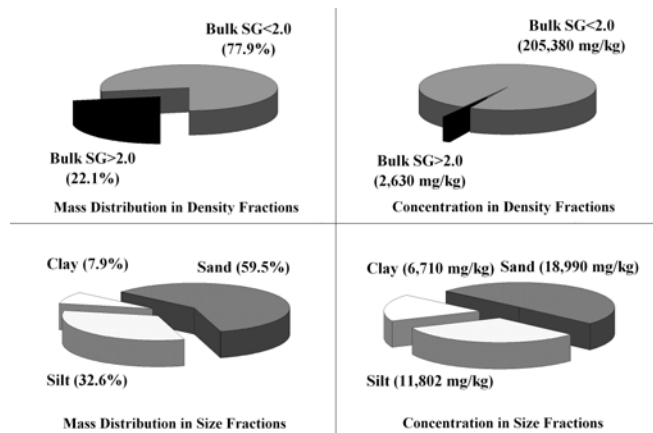 Bulk SG<2.0
(77.9%)
Bulk SG>2.0
(22.1%)
Mass Distribution in Density Fractions
Bulk SG<2.0
(205,380 mg/kg)
Bulk SG>2.0
(2,630 mg/kg)
Concentration in Density Fractions
Clay (7.9%)
Sand (59.5%)
Silt (32.6%)
Mass Distribution in Size Fractions
Clay (6,710 mg/kg)
Sand (18,990 mg/kg)
Silt (11,802 mg/kg)
Concentration in Size Fractions